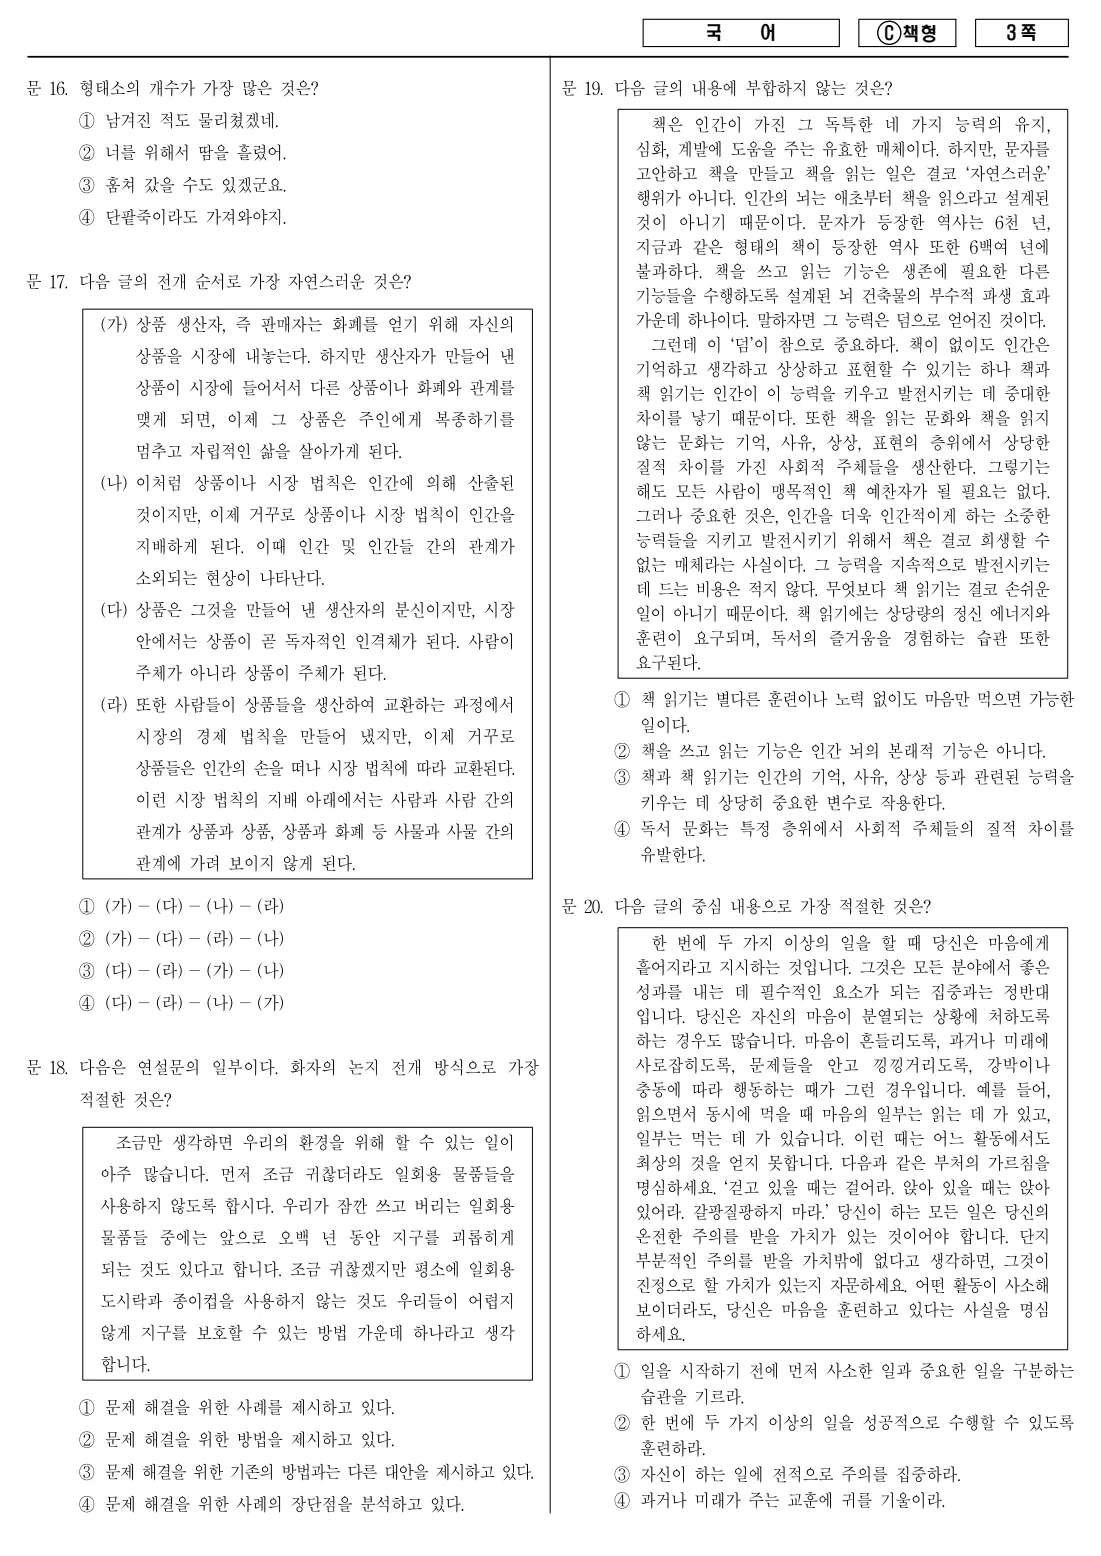 국 어
Ⓒ책형
3쪽
문 16. 형태소의 개수가 가장 많은 것은?
① 남겨진 적도 물리쳤겠네.
② 너를 위해서 땀을 흘렸어.
③ 훔쳐 갔을 수도 있겠군요.
④ 단팥죽이라도 가져와야지.
문 17. 다음 글의 전개 순서로 가장 자연스러운 것은?
(가) 상품 생산자, 즉 판매자는 화폐를 얻기 위해 자신의
상품을 시장에 내놓는다. 하지만 생산자가 만들어 낸
상품이 시장에 들어서서 다른 상품이나 화폐와 관계를
맺게 되면, 이제 그 상품은 주인에게 복종하기를
멈추고 자립적인 삶을 살아가게 된다.
(나) 이처럼 상품이나 시장 법칙은 인간에 의해 산출된
것이지만, 이제 거꾸로 상품이나 시장 법칙이 인간을
지배하게 된다. 이때 인간 및 인간들 간의 관계가
소외되는 현상이 나타난다.
(다) 상품은 그것을 만들어 낸 생산자의 분신이지만, 시장
안에서는 상품이 곧 독자적인 인격체가 된다. 사람이
주체가 아니라 상품이 주체가 된다.
(라) 또한 사람들이 상품들을 생산하여 교환하는 과정에서
시장의 경제 법칙을 만들어 냈지만, 이제 거꾸로
상품들은 인간의 손을 떠나 시장 법칙에 따라 교환된다.
이런 시장 법칙의 지배 아래에서는 사람과 사람 간의
관계가 상품과 상품, 상품과 화폐 등 사물과 사물 간의
관계에 가려 보이지 않게 된다.
① (가) – (다) – (나) – (라)
② (가) – (다) – (라) – (나)
③ (다) – (라) – (가) – (나)
④ (다) – (라) – (나) – (가)
문 18. 다음은 연설문의 일부이다. 화자의 논지 전개 방식으로 가장
적절한 것은?
조금만 생각하면 우리의 환경을 위해 할 수 있는 일이
아주 많습니다. 먼저 조금 귀찮더라도 일회용 물품들을
사용하지 않도록 합시다. 우리가 잠깐 쓰고 버리는 일회용
물품들 중에는 앞으로 오백 년 동안 지구를 괴롭히게
되는 것도 있다고 합니다. 조금 귀찮겠지만 평소에 일회용
도시락과 종이컵을 사용하지 않는 것도 우리들이 어렵지
않게 지구를 보호할 수 있는 방법 가운데 하나라고 생각
합니다.
① 문제 해결을 위한 사례를 제시하고 있다.
② 문제 해결을 위한 방법을 제시하고 있다.
③ 문제 해결을 위한 기존의 방법과는 다른 대안을 제시하고 있다.
④ 문제 해결을 위한 사례의 장단점을 분석하고 있다.
문 19. 다음 글의 내용에 부합하지 않는 것은?
책은 인간이 가진 그 독특한 네 가지 능력의 유지,
심화, 계발에 도움을 주는 유효한 매체이다. 하지만, 문자를
고안하고 책을 만들고 책을 읽는 일은 결코 ‘자연스러운’
행위가 아니다. 인간의 뇌는 애초부터 책을 읽으라고 설계된
것이 아니기 때문이다. 문자가 등장한 역사는 6천 년,
지금과 같은 형태의 책이 등장한 역사 또한 6백여 년에
불과하다. 책을 쓰고 읽는 기능은 생존에 필요한 다른
기능들을 수행하도록 설계된 뇌 건축물의 부수적 파생 효과
가운데 하나이다. 말하자면 그 능력은 덤으로 얻어진 것이다.
그런데 이 ‘덤’이 참으로 중요하다. 책이 없이도 인간은
기억하고 생각하고 상상하고 표현할 수 있기는 하나 책과
책 읽기는 인간이 이 능력을 키우고 발전시키는 데 중대한
차이를 낳기 때문이다. 또한 책을 읽는 문화와 책을 읽지
않는 문화는 기억, 사유, 상상, 표현의 층위에서 상당한
질적 차이를 가진 사회적 주체들을 생산한다. 그렇기는
해도 모든 사람이 맹목적인 책 예찬자가 될 필요는 없다.
그러나 중요한 것은, 인간을 더욱 인간적이게 하는 소중한
능력들을 지키고 발전시키기 위해서 책은 결코 희생할 수
없는 매체라는 사실이다. 그 능력을 지속적으로 발전시키는
데 드는 비용은 적지 않다. 무엇보다 책 읽기는 결코 손쉬운
일이 아니기 때문이다. 책 읽기에는 상당량의 정신 에너지와
훈련이 요구되며, 독서의 즐거움을 경험하는 습관 또한
요구된다.
① 책 읽기는 별다른 훈련이나 노력 없이도 마음만 먹으면 가능한
일이다.
② 책을 쓰고 읽는 기능은 인간 뇌의 본래적 기능은 아니다.
③ 책과 책 읽기는 인간의 기억, 사유, 상상 등과 관련된 능력을
키우는 데 상당히 중요한 변수로 작용한다.
④ 독서 문화는 특정 층위에서 사회적 주체들의 질적 차이를
유발한다.
문 20. 다음 글의 중심 내용으로 가장 적절한 것은?
한 번에 두 가지 이상의 일을 할 때 당신은 마음에게
흩어지라고 지시하는 것입니다. 그것은 모든 분야에서 좋은
성과를 내는 데 필수적인 요소가 되는 집중과는 정반대
입니다. 당신은 자신의 마음이 분열되는 상황에 처하도록
하는 경우도 많습니다. 마음이 흔들리도록, 과거나 미래에
사로잡히도록, 문제들을 안고 낑낑거리도록, 강박이나
충동에 따라 행동하는 때가 그런 경우입니다. 예를 들어,
읽으면서 동시에 먹을 때 마음의 일부는 읽는 데 가 있고,
일부는 먹는 데 가 있습니다. 이런 때는 어느 활동에서도
최상의 것을 얻지 못합니다. 다음과 같은 부처의 가르침을
명심하세요. ‘걷고 있을 때는 걸어라. 앉아 있을 때는 앉아
있어라. 갈팡질팡하지 마라.’ 당신이 하는 모든 일은 당신의
온전한 주의를 받을 가치가 있는 것이어야 합니다. 단지
부분적인 주의를 받을 가치밖에 없다고 생각하면, 그것이
진정으로 할 가치가 있는지 자문하세요. 어떤 활동이 사소해
보이더라도, 당신은 마음을 훈련하고 있다는 사실을 명심
하세요.
① 일을 시작하기 전에 먼저 사소한 일과 중요한 일을 구분하는
습관을 기르라.
② 한 번에 두 가지 이상의 일을 성공적으로 수행할 수 있도록
훈련하라.
③ 자신이 하는 일에 전적으로 주의를 집중하라.
④ 과거나 미래가 주는 교훈에 귀를 기울이라.